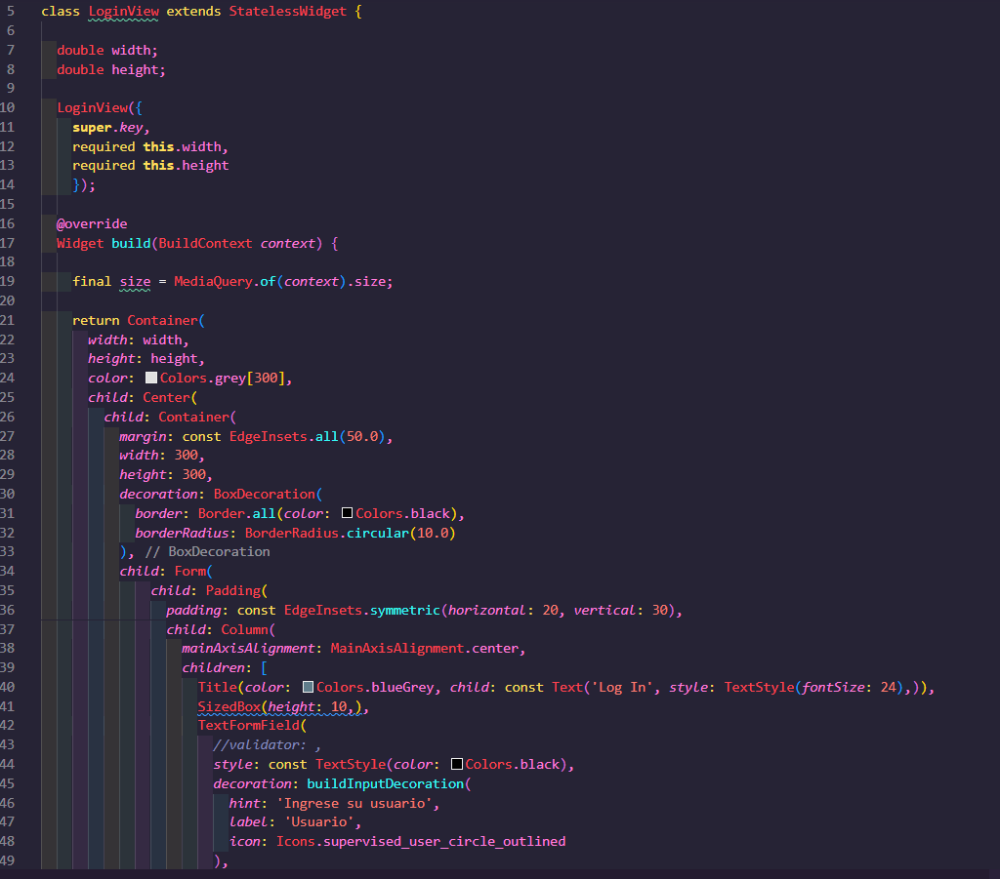 5 class LoginView extends StatelessWidget {
6
7 double width;
8 double height;
9
10 LoginView({
11 super.key,
12 required this.width,
13 required this.height
14 });
15
16 @override
17 Widget build(BuildContext context) {
18
19 final size = MediaQuery.of(context).size;
20
21 return Container(
22 width: width,
23 height: height,
24 color: Colors.grey[300],
25 child: Center(
26 child: Container(
27 margin: const EdgeInsets.all(50.0),
28 width: 300,
29 height: 300,
30 decoration: BoxDecoration(
31 border: Border.all(color: Colors.black),
32 borderRadius: BorderRadius.circular(10.0)
33 ), // BoxDecoration
34 child: Form(
35 child: Padding(
36 padding: const EdgeInsets.symmetric(horizontal: 20, vertical: 30),
37 child: Column(
38 mainAxisAlignment: MainAxisAlignment.center,
39 children: [
40 Title(color: Colors.blueGrey, child: const Text('Log In', style: TextStyle(fontSize: 24),)),
41 SizedBox(height: 10,),
42 TextFormField(
43 //validator: ,
44 style: const TextStyle(color: Colors.black),
45 decoration: buildInputDecoration(
46 hint: 'Ingrese su usuario',
47 label: 'Usuario',
48 icon: Icons.supervised_user_circle_outlined
49 ),